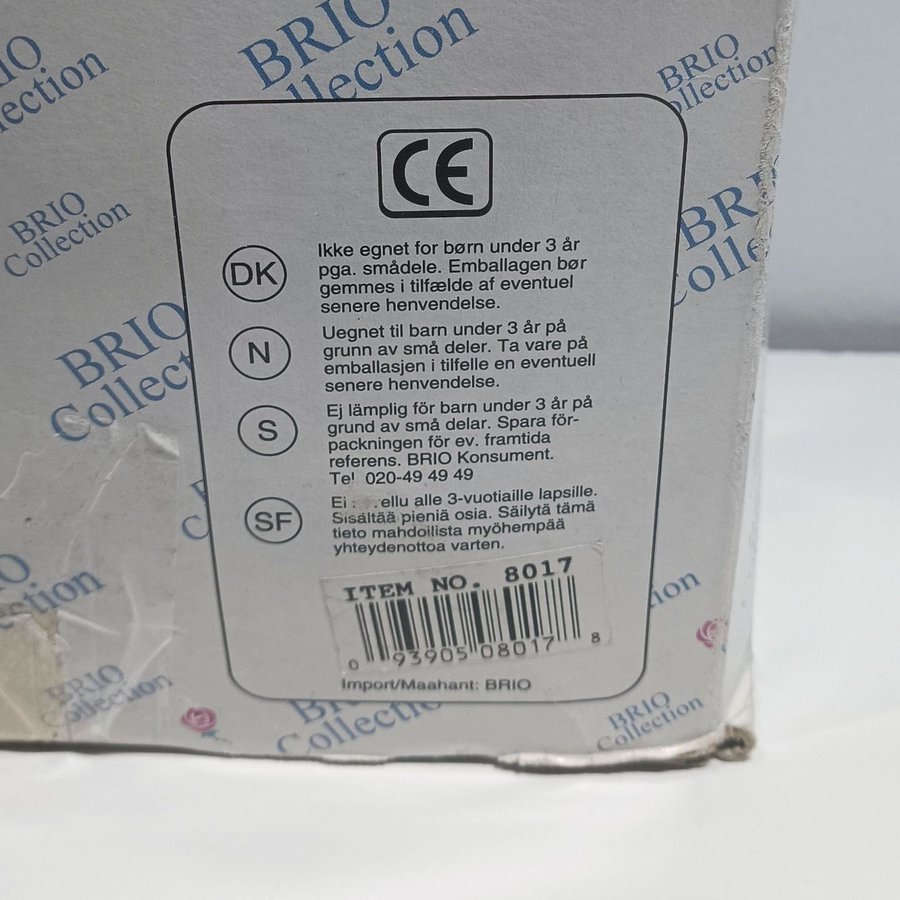 BRIO
Collection
BRIO
Collection
BRIO
Collection
BRIO
Collection
CE
DK
Ikke egnet for børn under 3 år
pga. smådele. Emballagen bør
gemmes i tilfælde af eventuel
senere henvendelse.
N
Uegnet til barn under 3 år på
grunn av små deler. Ta vare på
emballasjen i tilfelle en eventuell
senere henvendelse.
S
Ej lämplig för barn under 3 år på
grund av små delar. Spara för-
packningen för ev. framtida
referens. BRIO Konsument.
Tel 020-49 49 49
SF
Ei alle 3-vuotiaille lapsille.
Sisältää pieniä osia. Säilytä tämä
tieto mahdoilista myöhempää
yhteydenottoa varten.
ITEM NO. 8017
0 93905 08017 8
Import/Maahant: BRIO
BRIO
Collection
BRIO
Collection